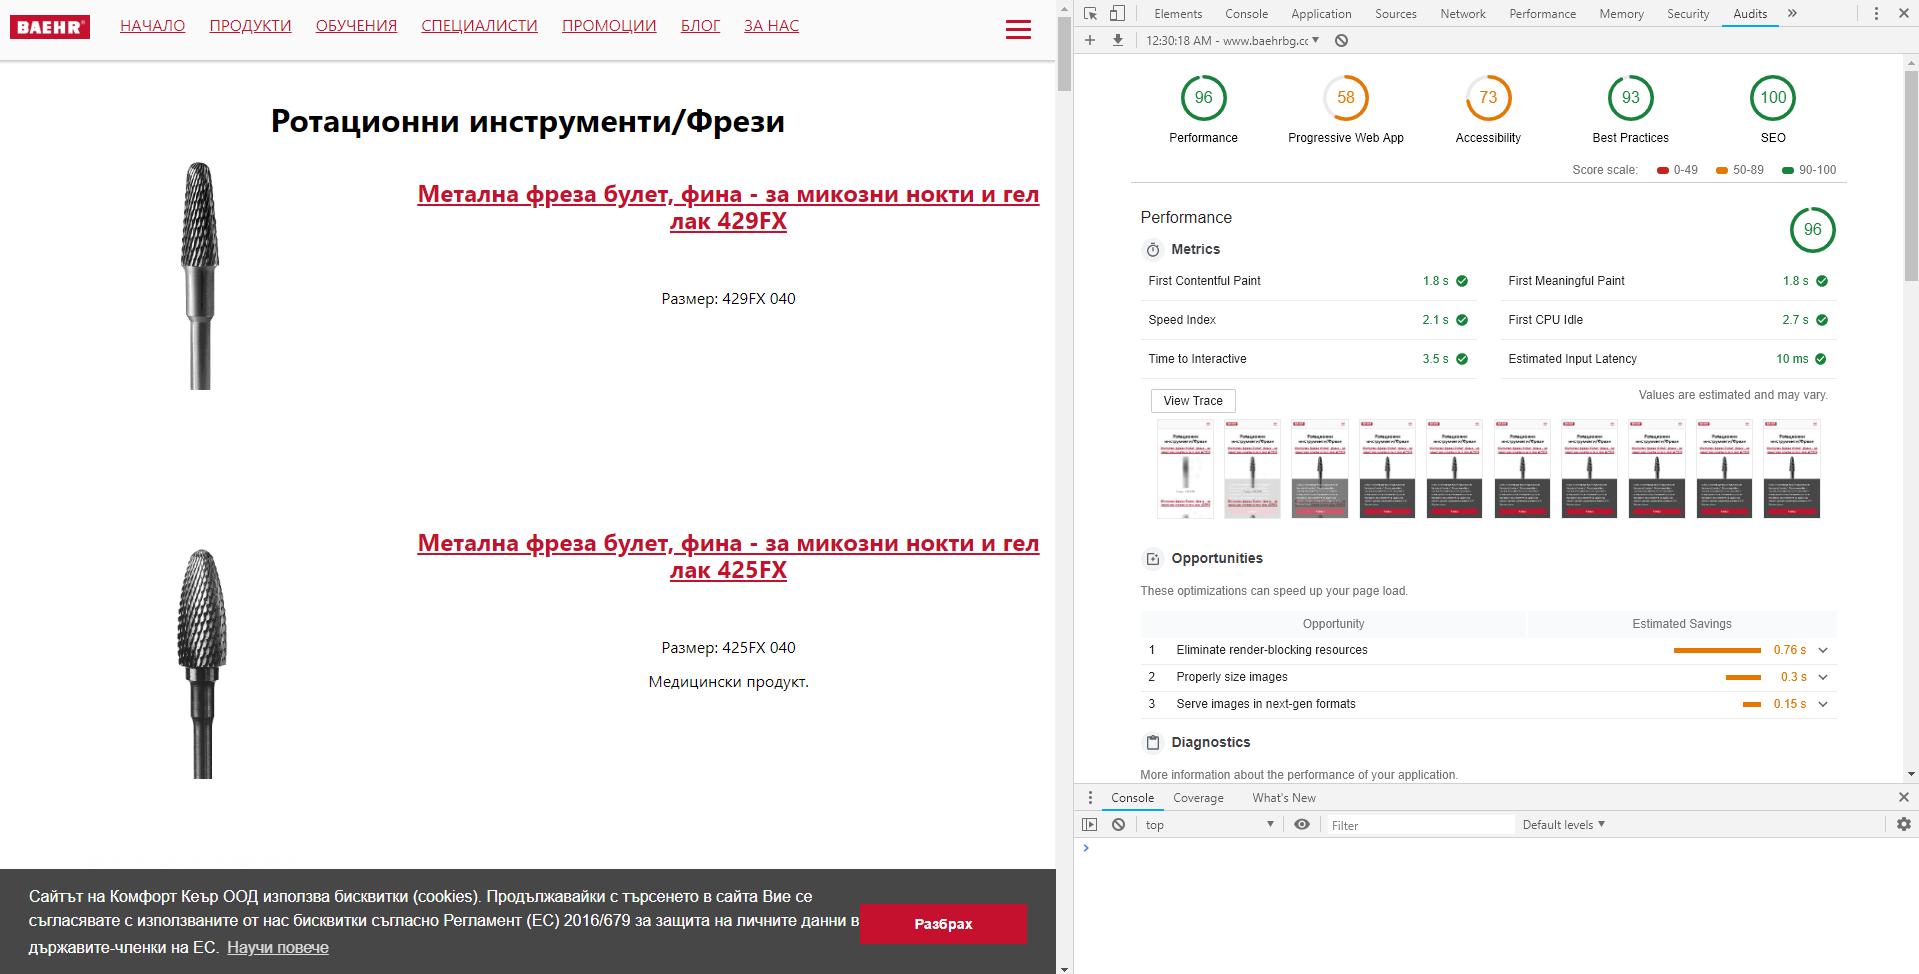 BAEHR
НАЧАЛО ПРОДУКТИ ОБУЧЕНИЯ СПЕЦИАЛИСТИ ПРОМОЦИИ БЛОГ ЗА НАС
Ротационни инструменти/Фрези
Метална фреза булет, фина - за микозни нокти и гел
лак 429FX
Размер: 429FX 040
Метална фреза булет, фина - за микозни нокти и гел
лак 425FX
Размер: 425FX 040
Медицински продукт.
Сайтът на Комфорт Кеър ООД използва бисквитки (cookies). Продължавайки с търсенето в сайта Вие се
съгласявате с използваните от нас бисквитки съгласно Регламент (ЕС) 2016/679 за защита на личните данни в
държавите-членки на ЕС. Научи повече
Разбрах
Elements Console Application Sources Network Performance Memory Security Audits »
12:30:18 AM - www.baehrbg.cc
96 58 73 93 100
Performance Progressive Web App Accessibility Best Practices SEO
Score scale: 0-49 50-89 90-100
Performance
96
Metrics
First Contentful Paint 1.8 s First Meaningful Paint 1.8 s
Speed Index 2.1 s First CPU Idle 2.7 s
Time to Interactive 3.5 s Estimated Input Latency 10 ms
View Trace
Values are estimated and may vary.
Opportunities
These optimizations can speed up your page load.
Opportunity Estimated Savings
1 Eliminate render-blocking resources 0.76 s
2 Properly size images 0.3 s
3 Serve images in next-gen formats 0.15 s
Diagnostics
More information about the performance of your application.
Console Coverage What's New
top Filter Default levels